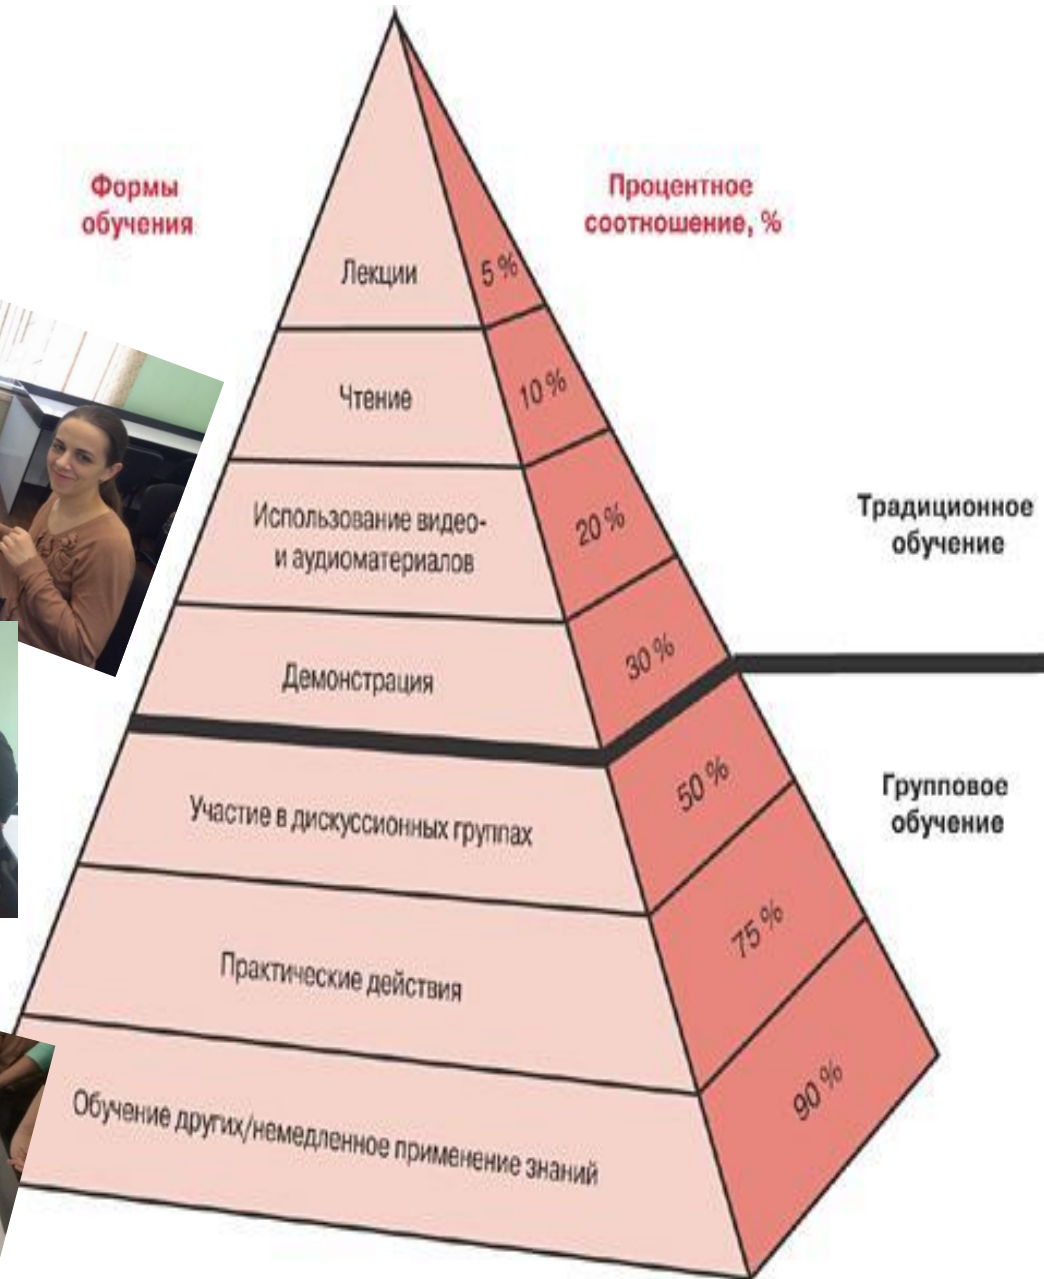 Формы
обучения
Процентное
соотношение, %
Лекции
5 %
Чтение
10 %
Использование видео-
и аудиоматериалов
20 %
Традиционное
обучение
Демонстрация
30 %
Участие в дискуссионных группах
50 %
Групповое
обучение
Практические действия
75 %
Обучение других/немедленное применение знаний
90 %